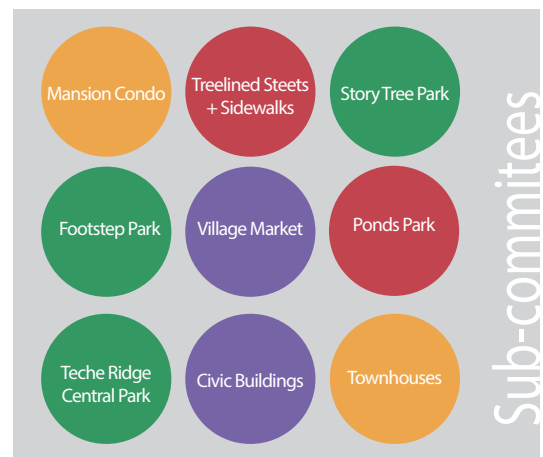 Mansion Condo
Treelined Steets
+ Sidewalks
Story Tree Park
Footstep Park
Village Market
Ponds Park
Teche Ridge
Central Park
Civic Buildings
Townhouses
Sub-commitees